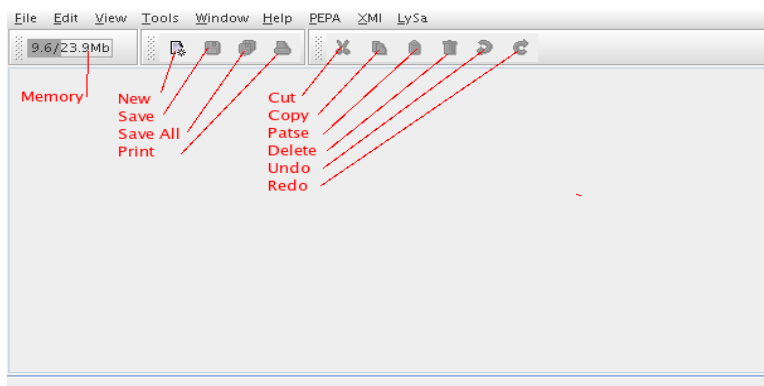 File Edit View Tools Window Help PEPA XMI LySa
9.6/23.9Mb
Memory
New
Save
Save All
Print
Cut
Copy
Patse
Delete
Undo
Redo